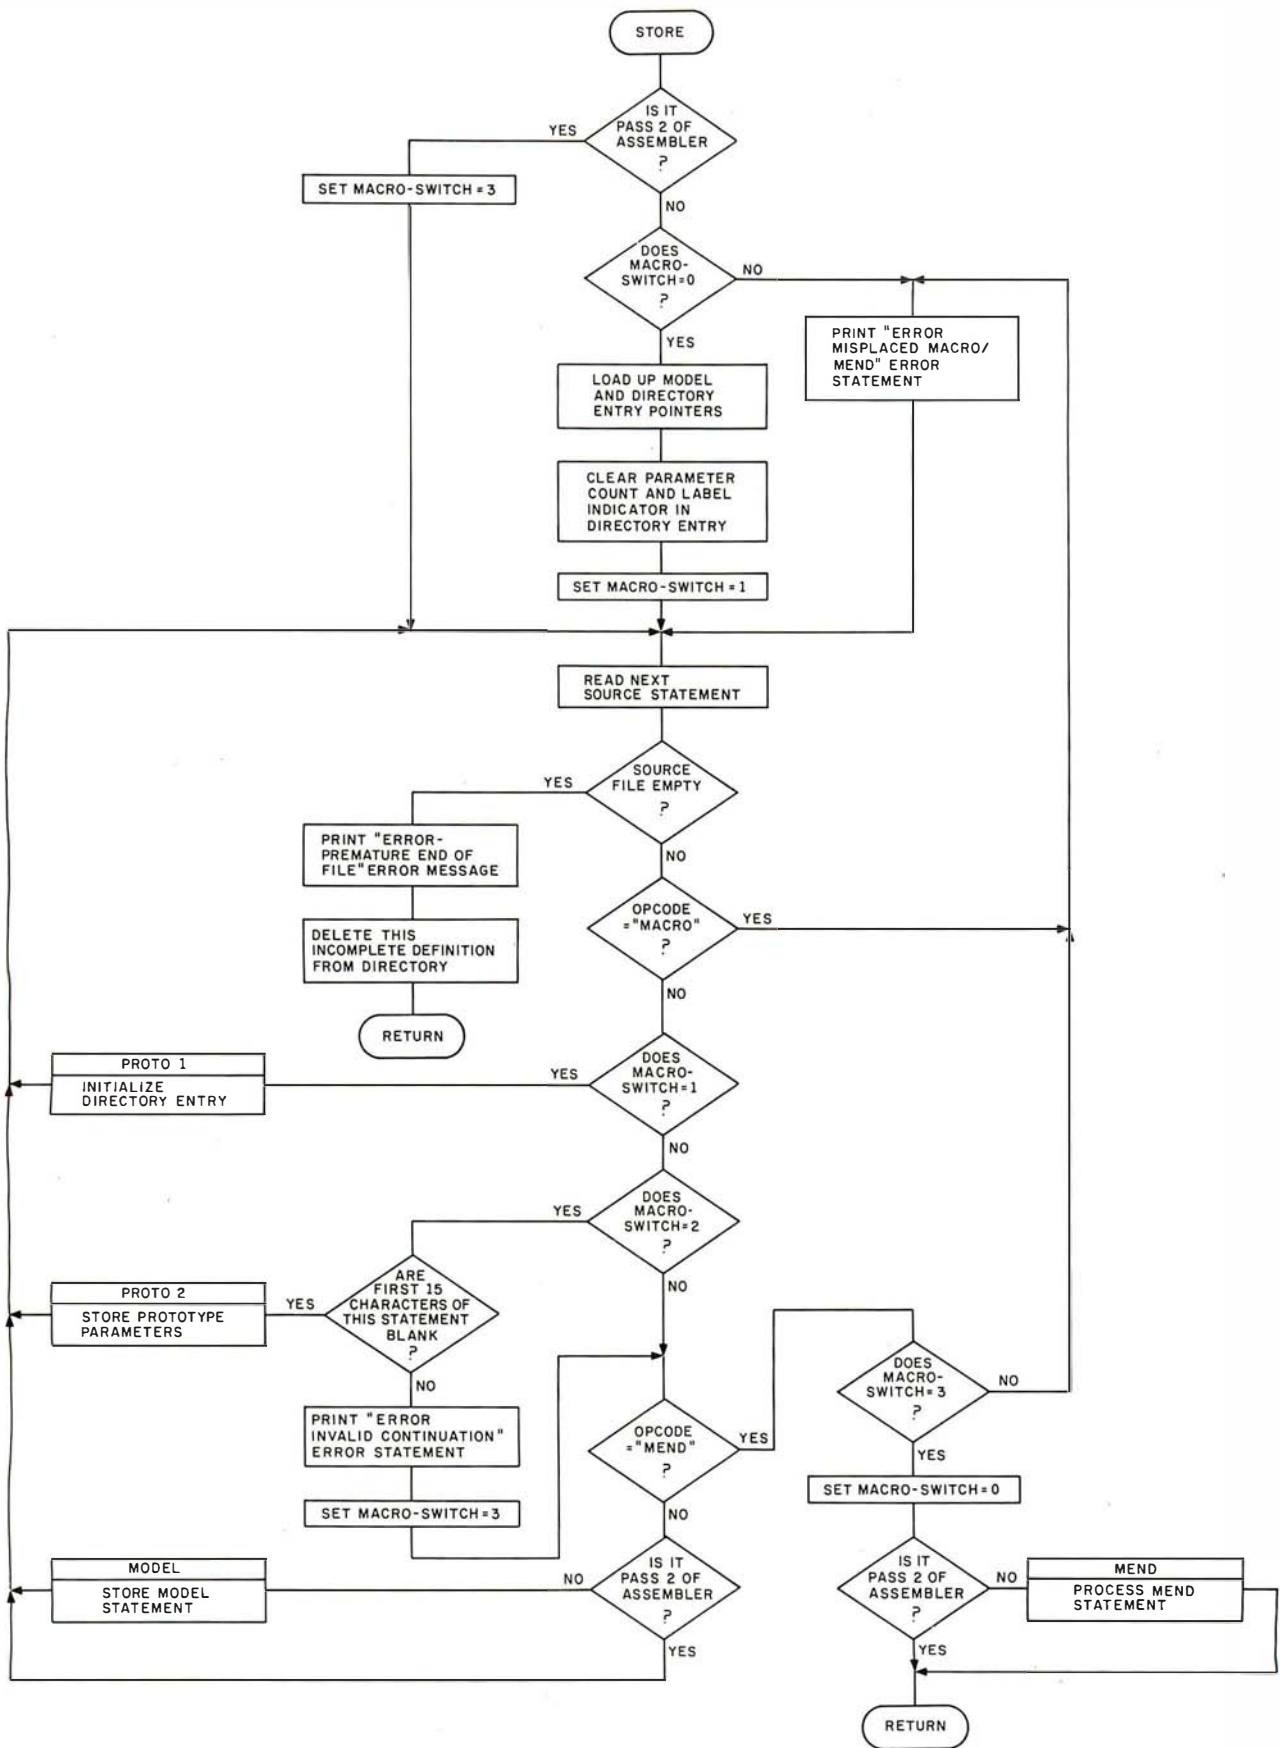 STORE
IS IT
PASS 2 OF
ASSEMBLER
?
YES
NO
SET MACRO-SWITCH = 3
DOES
MACRO-
SWITCH=0
?
NO
YES
PRINT "ERROR
MISPLACED MACRO/
MEND" ERROR
STATEMENT
LOAD UP MODEL
AND DIRECTORY
ENTRY POINTERS
CLEAR PARAMETER
COUNT AND LABEL
INDICATOR IN
DIRECTORY ENTRY
SET MACRO-SWITCH = 1
READ NEXT
SOURCE STATEMENT
SOURCE
FILE EMPTY
?
YES
NO
PRINT "ERROR-
PREMATURE END OF
FILE" ERROR MESSAGE
DELETE THIS
INCOMPLETE DEFINITION
FROM DIRECTORY
RETURN
OPCODE
="MACRO"
?
YES
NO
DOES
MACRO-
SWITCH=1
?
YES
NO
PROTO 1
INITIALIZE
DIRECTORY ENTRY
DOES
MACRO-
SWITCH=2
?
YES
NO
ARE
FIRST 15
CHARACTERS OF
THIS STATEMENT
BLANK
?
YES
NO
PROTO 2
STORE PROTOTYPE
PARAMETERS
PRINT "ERROR
INVALID CONTINUATION"
ERROR STATEMENT
SET MACRO-SWITCH=3
OPCODE
="MEND"
?
YES
NO
DOES
MACRO-
SWITCH=3
?
NO
YES
SET MACRO-SWITCH=0
IS IT
PASS 2 OF
ASSEMBLER
?
NO
YES
MODEL
STORE MODEL
STATEMENT
IS IT
PASS 2 OF
ASSEMBLER
?
NO
YES
MEND
PROCESS MEND
STATEMENT
RETURN